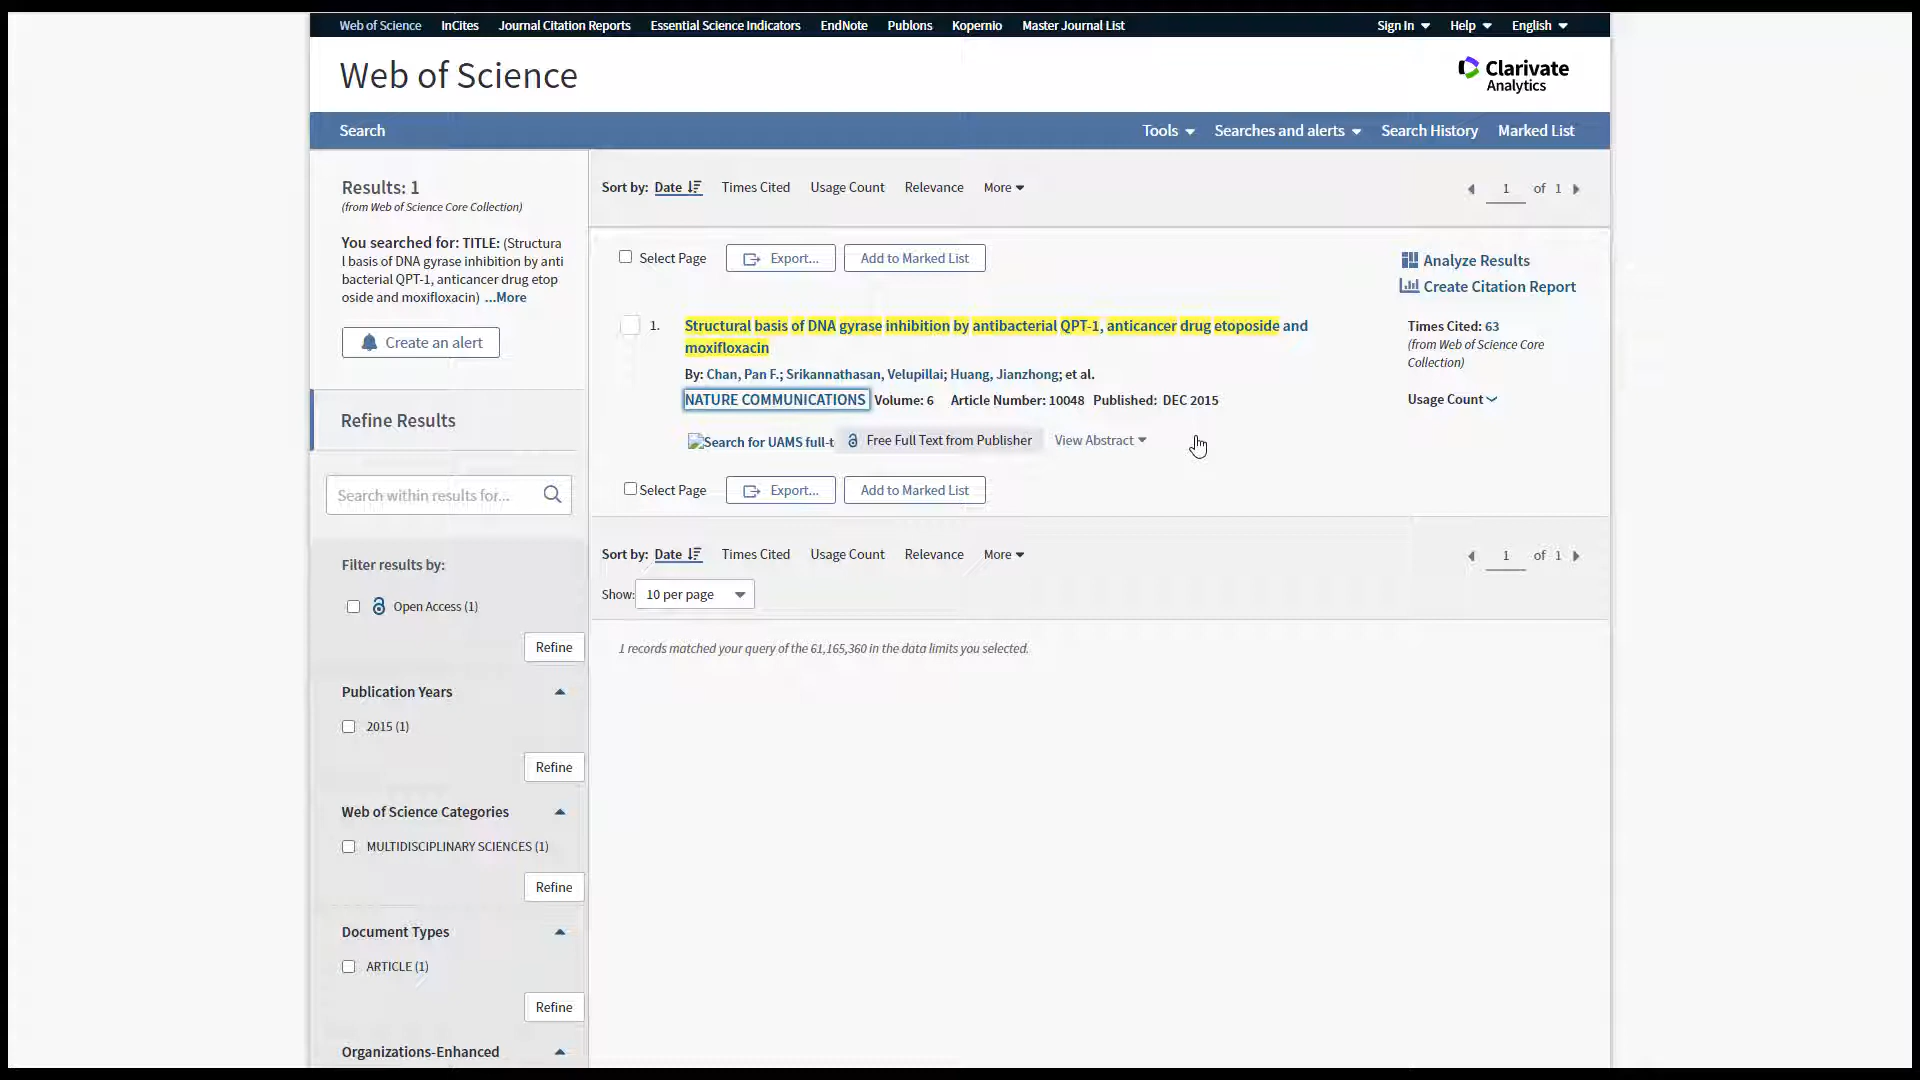 Web of Science InCites Journal Citation Reports Essential Science Indicators EndNote Publons Kopernio Master Journal List Sign In Help English
Web of Science
Clarivate
Analytics
Search Tools Searches and alerts Search History Marked List
Results: 1
(from Web of Science Core Collection)
You searched for: TITLE: (Structura
l basis of DNA gyrase inhibition by anti
bacterial QPT-1, anticancer drug etop
oside and moxifloxacin) ...More
Create an alert
Refine Results
Search within results for...
Filter results by:
Open Access (1)
Refine
Publication Years
2015 (1)
Refine
Web of Science Categories
MULTIDISCIPLINARY SCIENCES (1)
Refine
Document Types
ARTICLE (1)
Refine
Organizations-Enhanced
Sort by: Date Times Cited Usage Count Relevance More
1 of 1
Select Page Export... Add to Marked List
Analyze Results
Create Citation Report
1. Structural basis of DNA gyrase inhibition by antibacterial QPT-1, anticancer drug etoposide and
moxifloxacin
By: Chan, Pan F.; Srikannathasan, Velupillai; Huang, Jianzhong; et al.
NATURE COMMUNICATIONS Volume: 6 Article Number: 10048 Published: DEC 2015
Search for UAMS full-t Free Full Text from Publisher View Abstract
Times Cited: 63
(from Web of Science Core
Collection)
Usage Count
Select Page Export... Add to Marked List
Sort by: Date Times Cited Usage Count Relevance More
1 of 1
Show: 10 per page
1 records matched your query of the 61,165,360 in the data limits you selected.